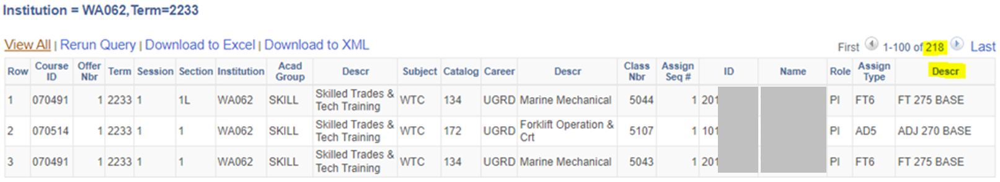 Institution = WA062,Term=2233
View All | Rerun Query | Download to Excel | Download to XML First 1-100 of 218 Last
Row Course ID Offer Nbr Term Session Section Institution Acad Group Descr Subject Catalog Career Descr Class Nbr Assign Seq # ID Name Role Assign Type Descr
1 070491 1 2233 1 1L WA062 SKILL Skilled Trades & Tech Training WTC 134 UGRD Marine Mechanical 5044 1 201 PI FT6 FT 275 BASE
2 070514 1 2233 1 1 WA062 SKILL Skilled Trades & Tech Training WTC 172 UGRD Forklift Operation & Crt 5107 1 101 PI AD5 ADJ 270 BASE
3 070491 1 2233 1 1 WA062 SKILL Skilled Trades & Tech Training WTC 134 UGRD Marine Mechanical 5043 1 201 PI FT6 FT 275 BASE